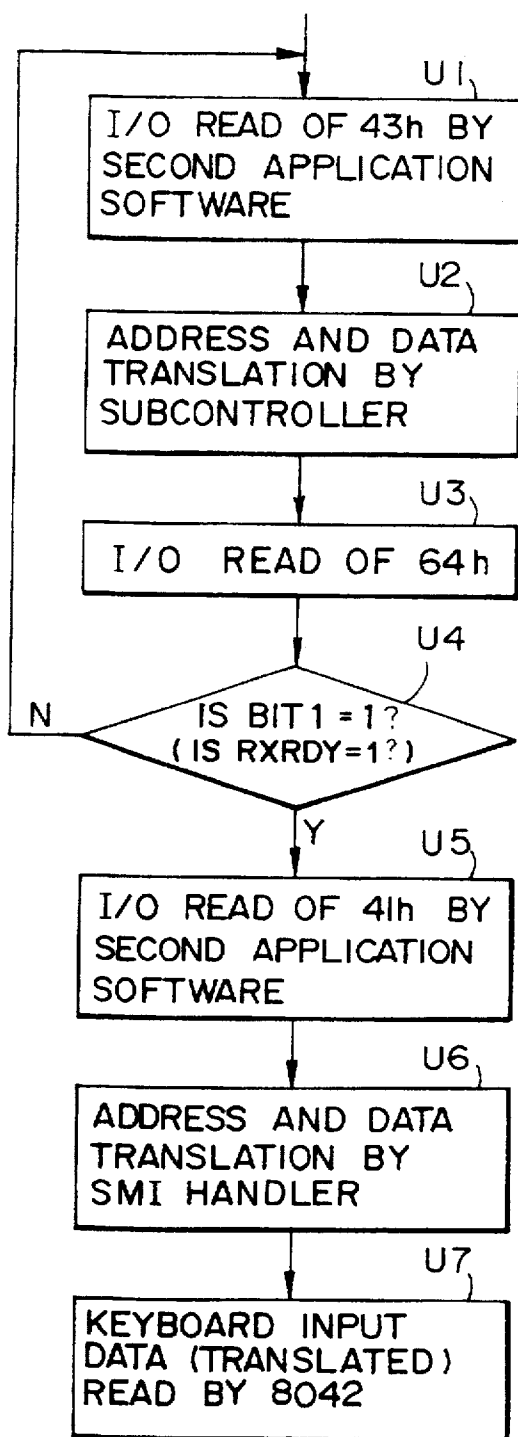 U1
I/O READ OF 43h BY
SECOND APPLICATION
SOFTWARE
U2
ADDRESS AND DATA
TRANSLATION BY
SUBCONTROLLER
U3
I/O READ OF 64h
U4
N
IS BIT1=1?
(IS RXRDY=1?)
Y
U5
I/O READ OF 41h BY
SECOND APPLICATION
SOFTWARE
U6
ADDRESS AND DATA
TRANSLATION BY
SMI HANDLER
U7
KEYBOARD INPUT
DATA (TRANSLATED)
READ BY 8042